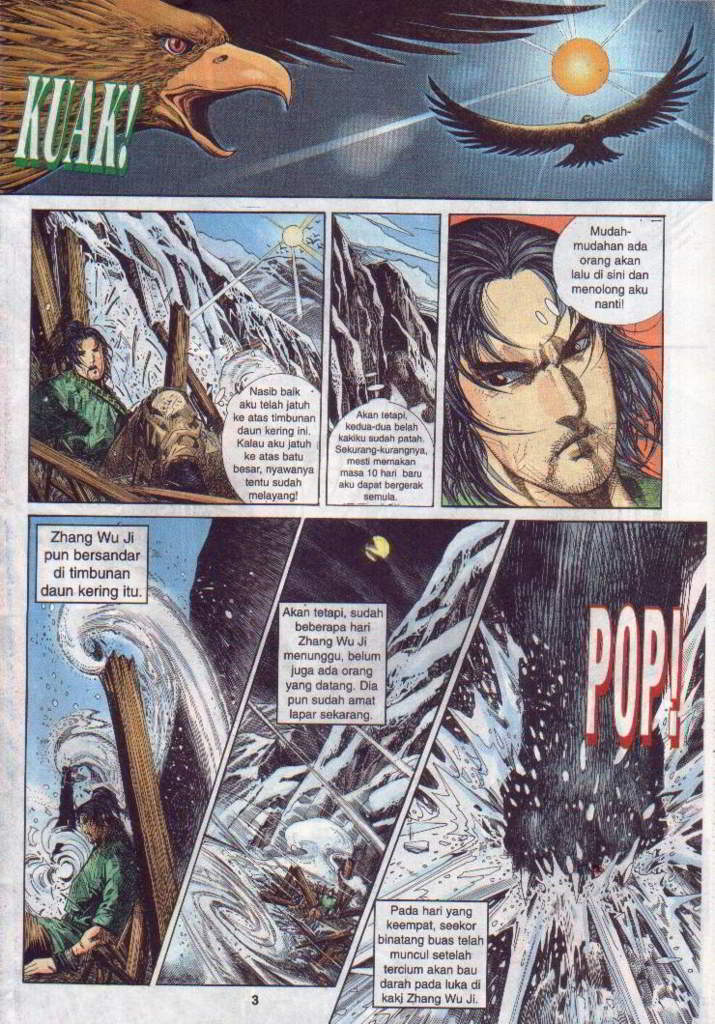 KUAK!
Mudah-
mudahan ada
orang akan
lalu di sini dan
menolong aku
nanti!
Nasib baik
aku telah jatuh
ke atas timbunan
daun kering ini.
Kalau aku jatuh
ke atas batu
besar, nyawanya
tentu sudah
melayang!
Akan tetapi,
kedua-dua belah
kakiku sudah patah.
Sekurang-kurangnya,
mesti memakan
masa 10 hari baru
aku dapat bergerak
semula.
Zhang Wu Ji
pun bersandar
di timbunan
daun kering itu.
Akan tetapi, sudah
beberapa hari
Zhang Wu Ji
menunggu, belum
juga ada orang
yang datang. Dia
pun sudah amat
lapar sekarang.
POP!
Pada hari yang
keempat, seekor
binatang buas telah
muncul setelah
tercium akan bau
darah pada luka di
kaki Zhang Wu Ji.
3